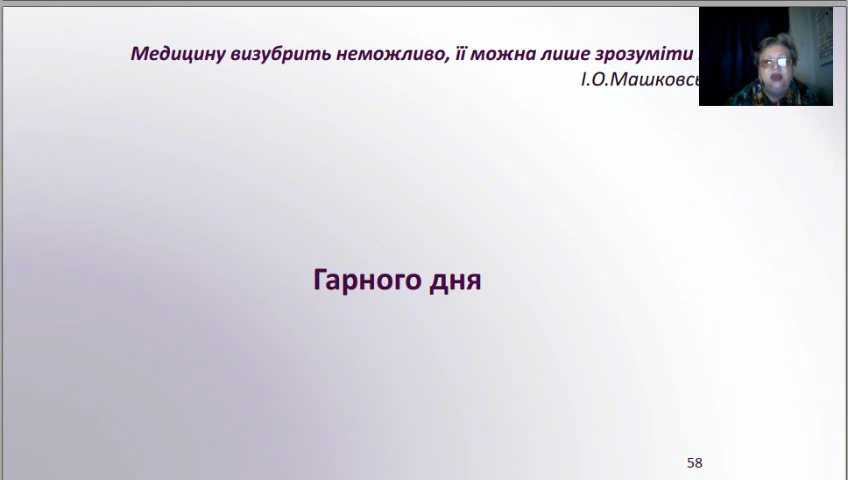 Медицину визубрить неможливо, її можна лише зрозуміти
І.О.Машковсь
Гарного дня
58